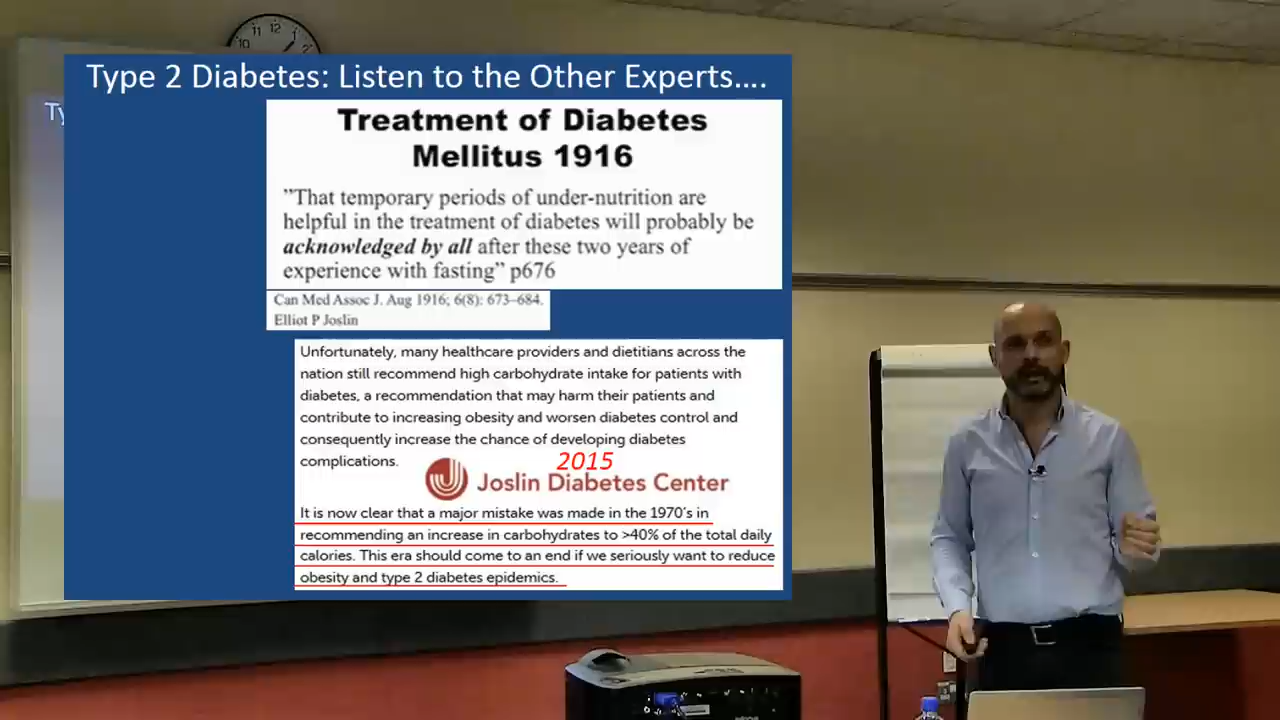 11 12 1
10 2
Ty
Type 2 Diabetes: Listen to the Other Experts....
Treatment of Diabetes
Mellitus 1916
"That temporary periods of under-nutrition are
helpful in the treatment of diabetes will probably be
acknowledged by all after these two years of
experience with fasting" p676
Can Med Assoc J. Aug 1916; 6(8): 673–684.
Elliot P Joslin
Unfortunately, many healthcare providers and dietitians across the
nation still recommend high carbohydrate intake for patients with
diabetes, a recommendation that may harm their patients and
contribute to increasing obesity and worsen diabetes control and
consequently increase the chance of developing diabetes
complications.
2015
Joslin Diabetes Center
It is now clear that a major mistake was made in the 1970's in
recommending an increase in carbohydrates to >40% of the total daily
calories. This era should come to an end if we seriously want to reduce
obesity and type 2 diabetes epidemics.